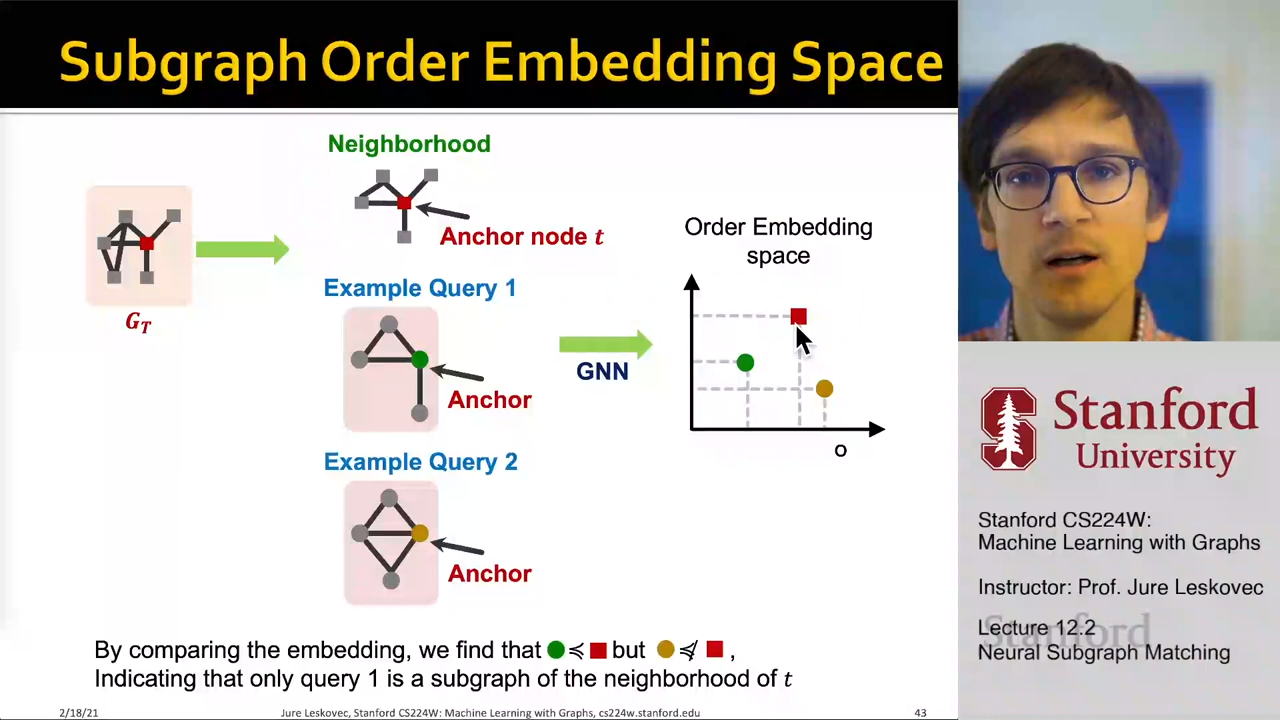 Subgraph Order Embedding Space
Neighborhood
Anchor node t
G_T
Example Query 1
Anchor
GNN
Order Embedding
space
o
Example Query 2
Anchor
By comparing the embedding, we find that ≼ but ⋠ ,
Indicating that only query 1 is a subgraph of the neighborhood of t
2/18/21
Jure Leskovec, Stanford CS224W: Machine Learning with Graphs, cs224w.stanford.edu
43
Stanford
University
Stanford CS224W:
Machine Learning with Graphs
Instructor: Prof. Jure Leskovec
Lecture 12.2
Stanford
Neural Subgraph Matching